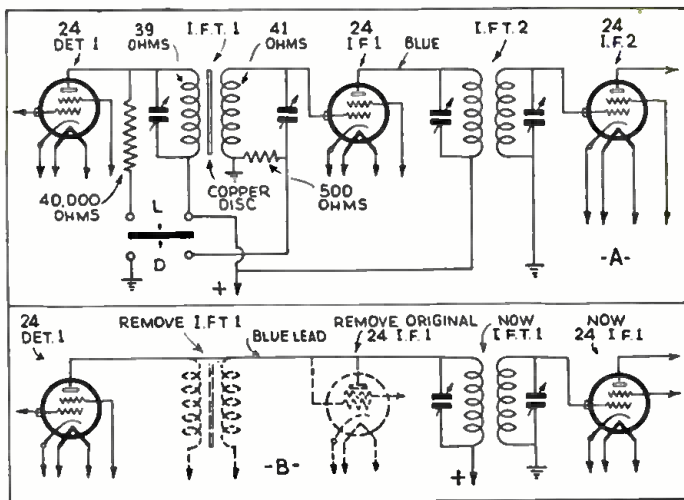 24
DET.1
39
OHMS
I.F.T.1
41
OHMS
24
IF1
BLUE
I.F.T.2
24
I.F.2
40,000
OHMS
L
D
COPPER
DISC
500
OHMS
+
-A-
24
DET.1
REMOVE I.F.T 1
BLUE LEAD
REMOVE ORIGINAL
24 I.F.1
NOW
I.F.T.1
NOW
24 I.F.1
-B-
+